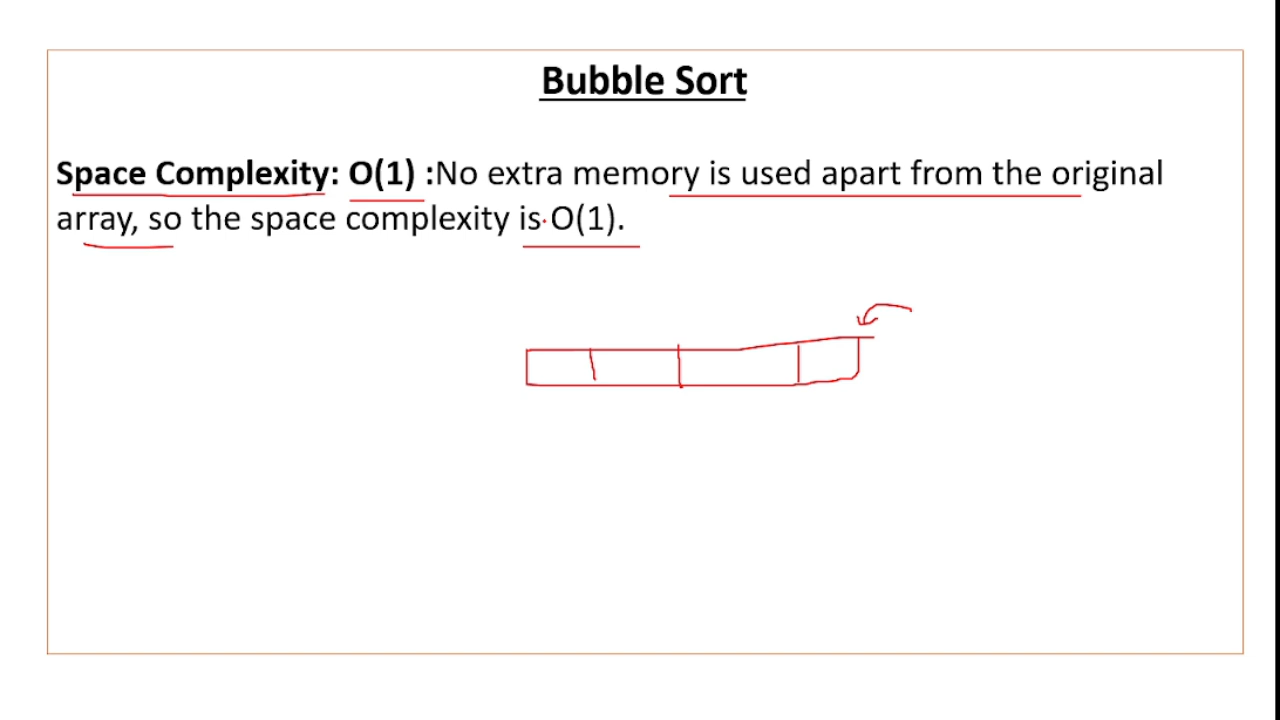 Bubble Sort
Space Complexity: O(1) :No extra memory is used apart from the original
array, so the space complexity is O(1).